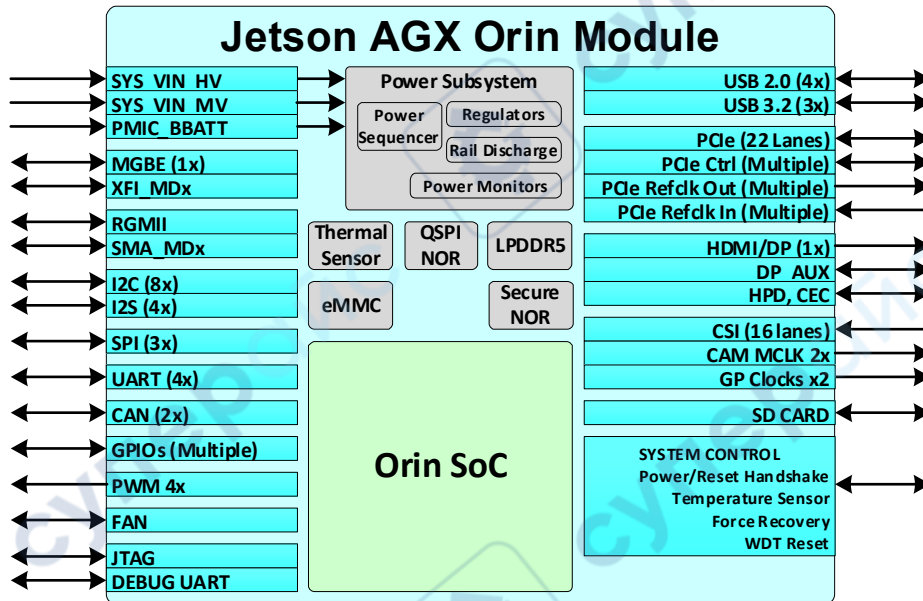 Jetson AGX Orin Module
SYS_VIN_HV
SYS_VIN_MV
PMIC_BBATT
MGBE (1x)
XFI_MDx
RGMII
SMA_MDx
I2C (8x)
I2S (4x)
SPI (3x)
UART (4x)
CAN (2x)
GPIOs (Multiple)
PWM 4x
FAN
JTAG
DEBUG UART
Power Subsystem
Power
Sequencer
Regulators
Rail Discharge
Power Monitors
Thermal
Sensor
QSPI
NOR
LPDDR5
eMMC
Secure
NOR
Orin SoC
USB 2.0 (4x)
USB 3.2 (3x)
PCIe (22 Lanes)
PCIe Ctrl (Multiple)
PCIe Refclk Out (Multiple)
PCIe Refclk In (Multiple)
HDMI/DP (1x)
DP_AUX
HPD, CEC
CSI (16 lanes)
CAM MCLK 2x
GP Clocks x2
SD CARD
SYSTEM CONTROL
Power/Reset Handshake
Temperature Sensor
Force Recovery
WDT Reset